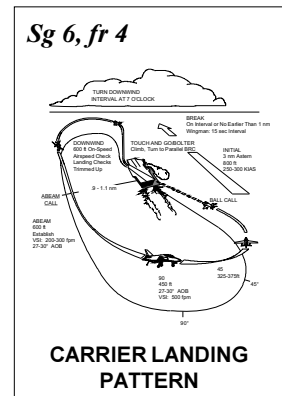 Sg 6, fr 4
TURN DOWNWIND
INTERVAL AT 7 O'CLOCK
BREAK
On Interval or No Earlier Than 1 nm
Wingman: 15 sec Interval
DOWNWIND
600 ft On-Speed
Airspeed Check
Landing Checks
Trimmed Up
TOUCH AND GO/BOLTER
Climb, Turn to Parallel BRC
INITIAL
3 nm Astern
800 ft
250-300 KIAS
.9 - 1.1 nm
ABEAM
CALL
BALL CALL
ABEAM
600 ft
Establish
VSI: 200-300 fpm
27-30° AOB
90
450 ft
27-30° AOB
VSI: 500 fpm
45
325-375ft
45°
90°
CARRIER LANDING
PATTERN